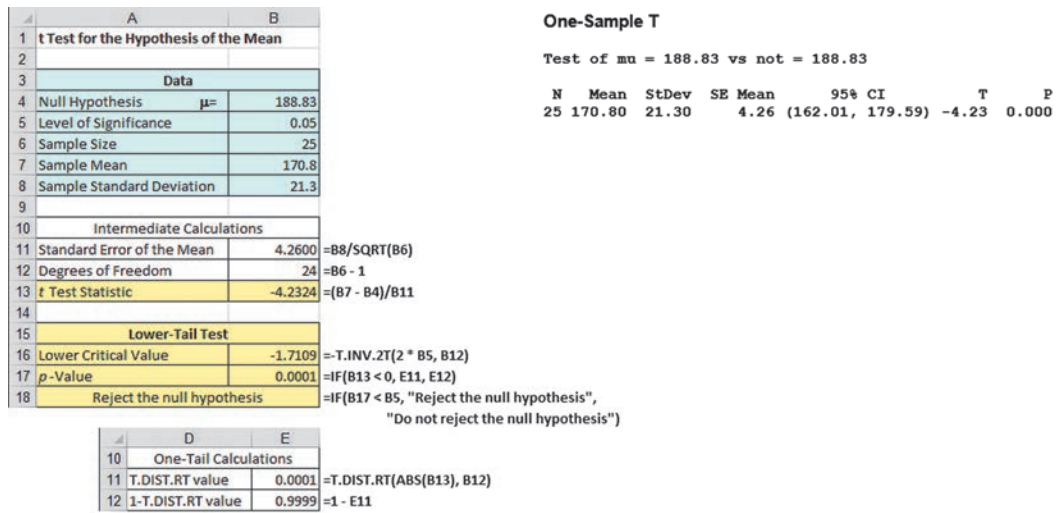 A B
1 t Test for the Hypothesis of the Mean
2
3 Data
4 Null Hypothesis μ= 188.83
5 Level of Significance 0.05
6 Sample Size 25
7 Sample Mean 170.8
8 Sample Standard Deviation 21.3
9
10 Intermediate Calculations
11 Standard Error of the Mean 4.2600 =B8/SQRT(B6)
12 Degrees of Freedom 24 =B6 - 1
13 t Test Statistic -4.2324 =(B7 - B4)/B11
14
15 Lower-Tail Test
16 Lower Critical Value -1.7109 =-T.INV.2T(2 * B5, B12)
17 p-Value 0.0001 =IF(B13 < 0, E11, E12)
18 Reject the null hypothesis =IF(B17 < B5, "Reject the null hypothesis",
"Do not reject the null hypothesis")
D E
10 One-Tail Calculations
11 T.DIST.RT value 0.0001 =T.DIST.RT(ABS(B13), B12)
12 1-T.DIST.RT value 0.9999 =1 - E11
One-Sample T
Test of mu = 188.83 vs not = 188.83
N Mean StDev SE Mean 95% CI T P
25 170.80 21.30 4.26 (162.01, 179.59) -4.23 0.000